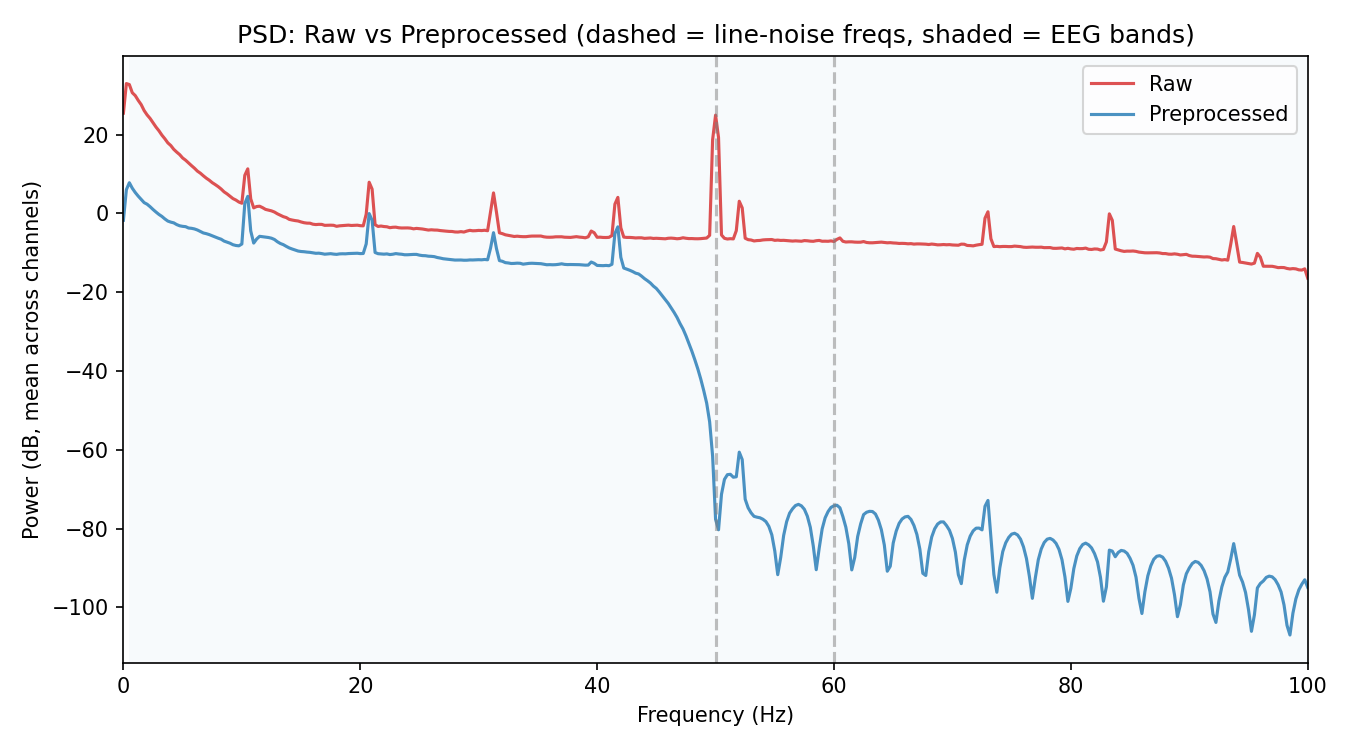 PSD: Raw vs Preprocessed (dashed = line-noise freqs, shaded = EEG bands)
Raw
Preprocessed
Power (dB, mean across channels)
20
0
−20
−40
−60
−80
−100
0 20 40 60 80 100
Frequency (Hz)